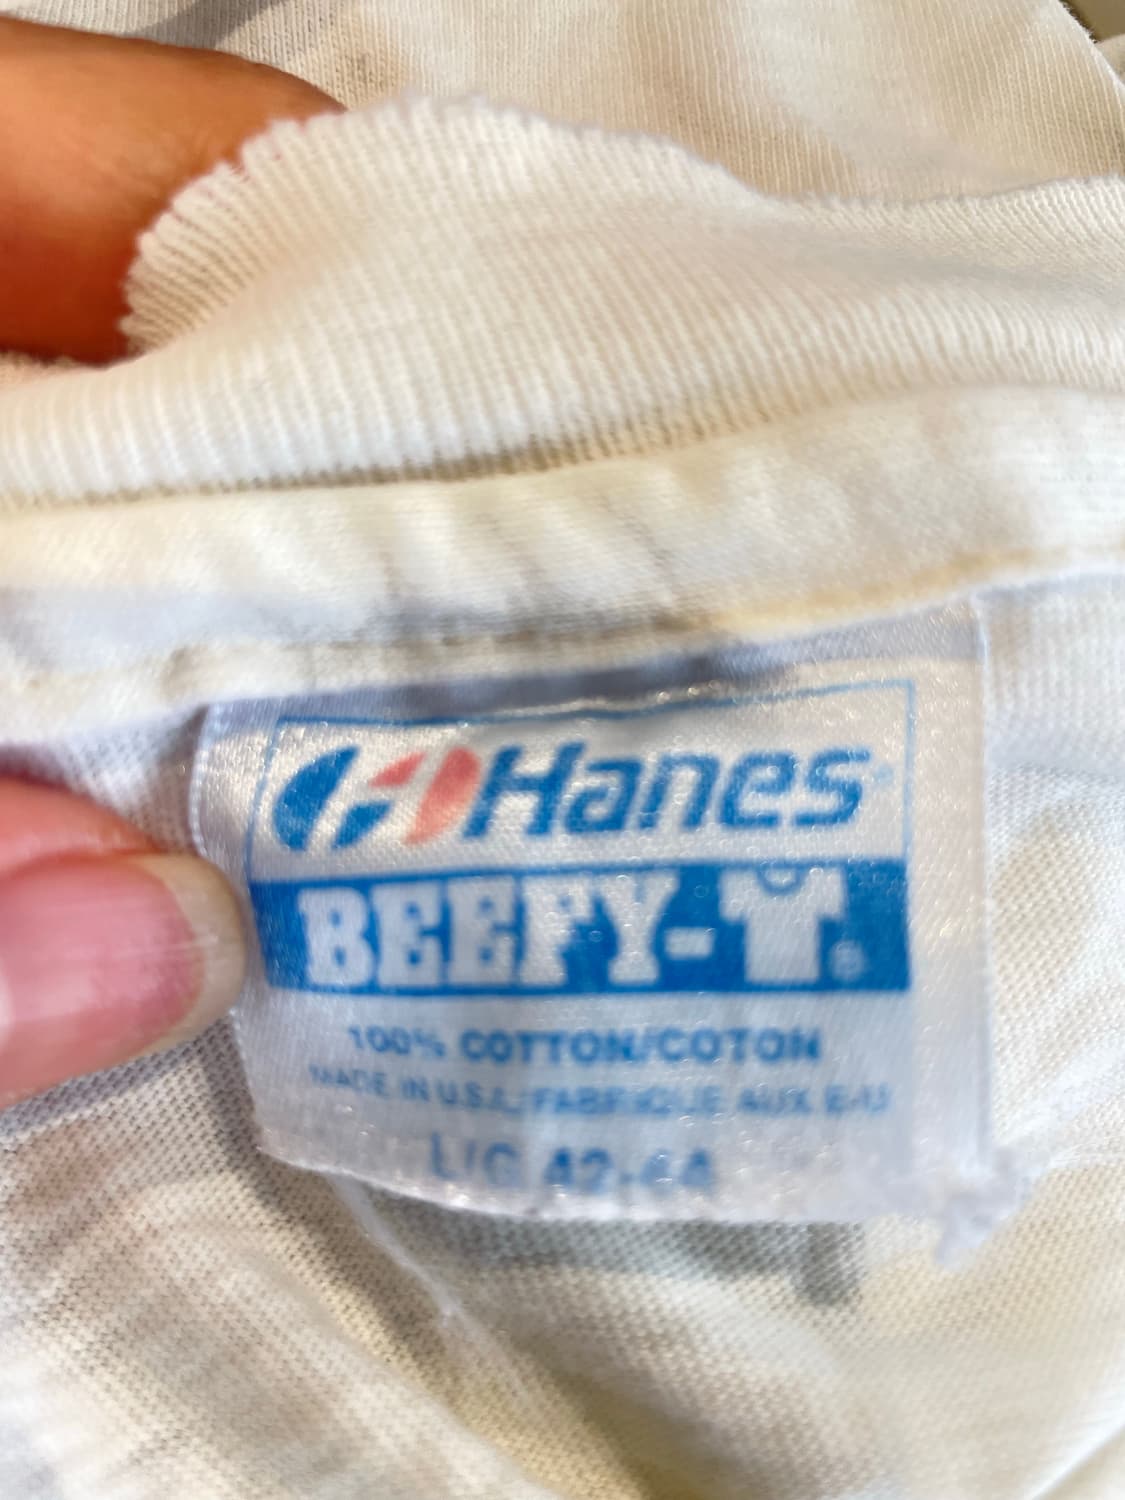 Hanes
BEEFY-T®
100% COTTON/COTON
MADE IN U.S.A./FABRIQUE AUX E-U
L/G 42-44